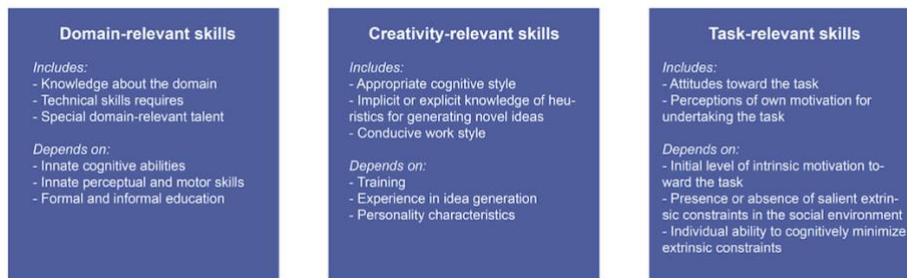 Domain-relevant skills
Includes:
- Knowledge about the domain
- Technical skills requires
- Special domain-relevant talent
Depends on:
- Innate cognitive abilities
- Innate perceptual and motor skills
- Formal and informal education
Creativity-relevant skills
Includes:
- Appropriate cognitive style
- Implicit or explicit knowledge of heu-
ristics for generating novel ideas
- Conducive work style
Depends on:
- Training
- Experience in idea generation
- Personality characteristics
Task-relevant skills
Includes:
- Attitudes toward the task
- Perceptions of own motivation for
undertaking the task
Depends on:
- Initial level of intrinsic motivation to-
ward the task
- Presence or absence of salient extrin-
sic constraints in the social environment
- Individual ability to cognitively minimize
extrinsic constraints